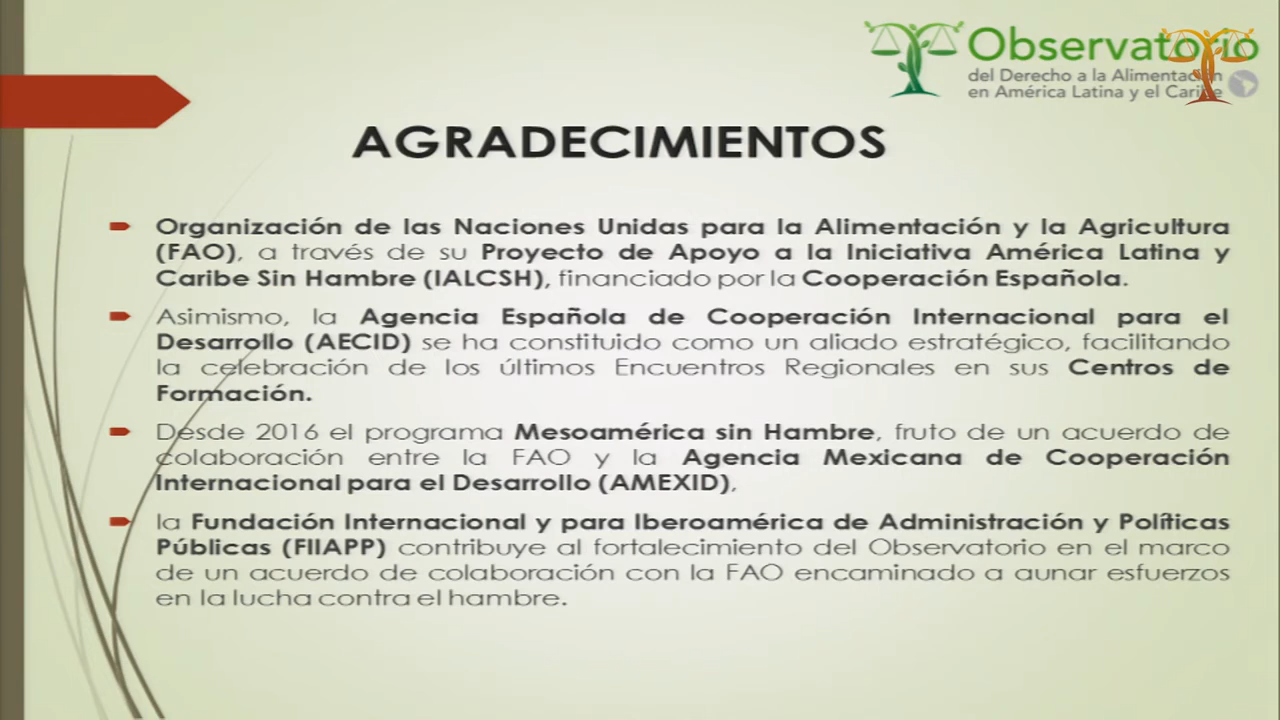 Observatorio
del Derecho a la Alimentación
en América Latina y el Caribe
AGRADECIMIENTOS
Organización de las Naciones Unidas para la Alimentación y la Agricultura
(FAO), a través de su Proyecto de Apoyo a la Iniciativa América Latina y
Caribe Sin Hambre (IALCSH), financiado por la Cooperación Española.
Asimismo, la Agencia Española de Cooperación Internacional para el
Desarrollo (AECID) se ha constituido como un aliado estratégico, facilitando
la celebración de los últimos Encuentros Regionales en sus Centros de
Formación.
Desde 2016 el programa Mesoamérica sin Hambre, fruto de un acuerdo de
colaboración entre la FAO y la Agencia Mexicana de Cooperación
Internacional para el Desarrollo (AMEXID),
la Fundación Internacional y para Iberoamérica de Administración y Políticas
Públicas (FIIAPP) contribuye al fortalecimiento del Observatorio en el marco
de un acuerdo de colaboración con la FAO encaminado a aunar esfuerzos
en la lucha contra el hambre.